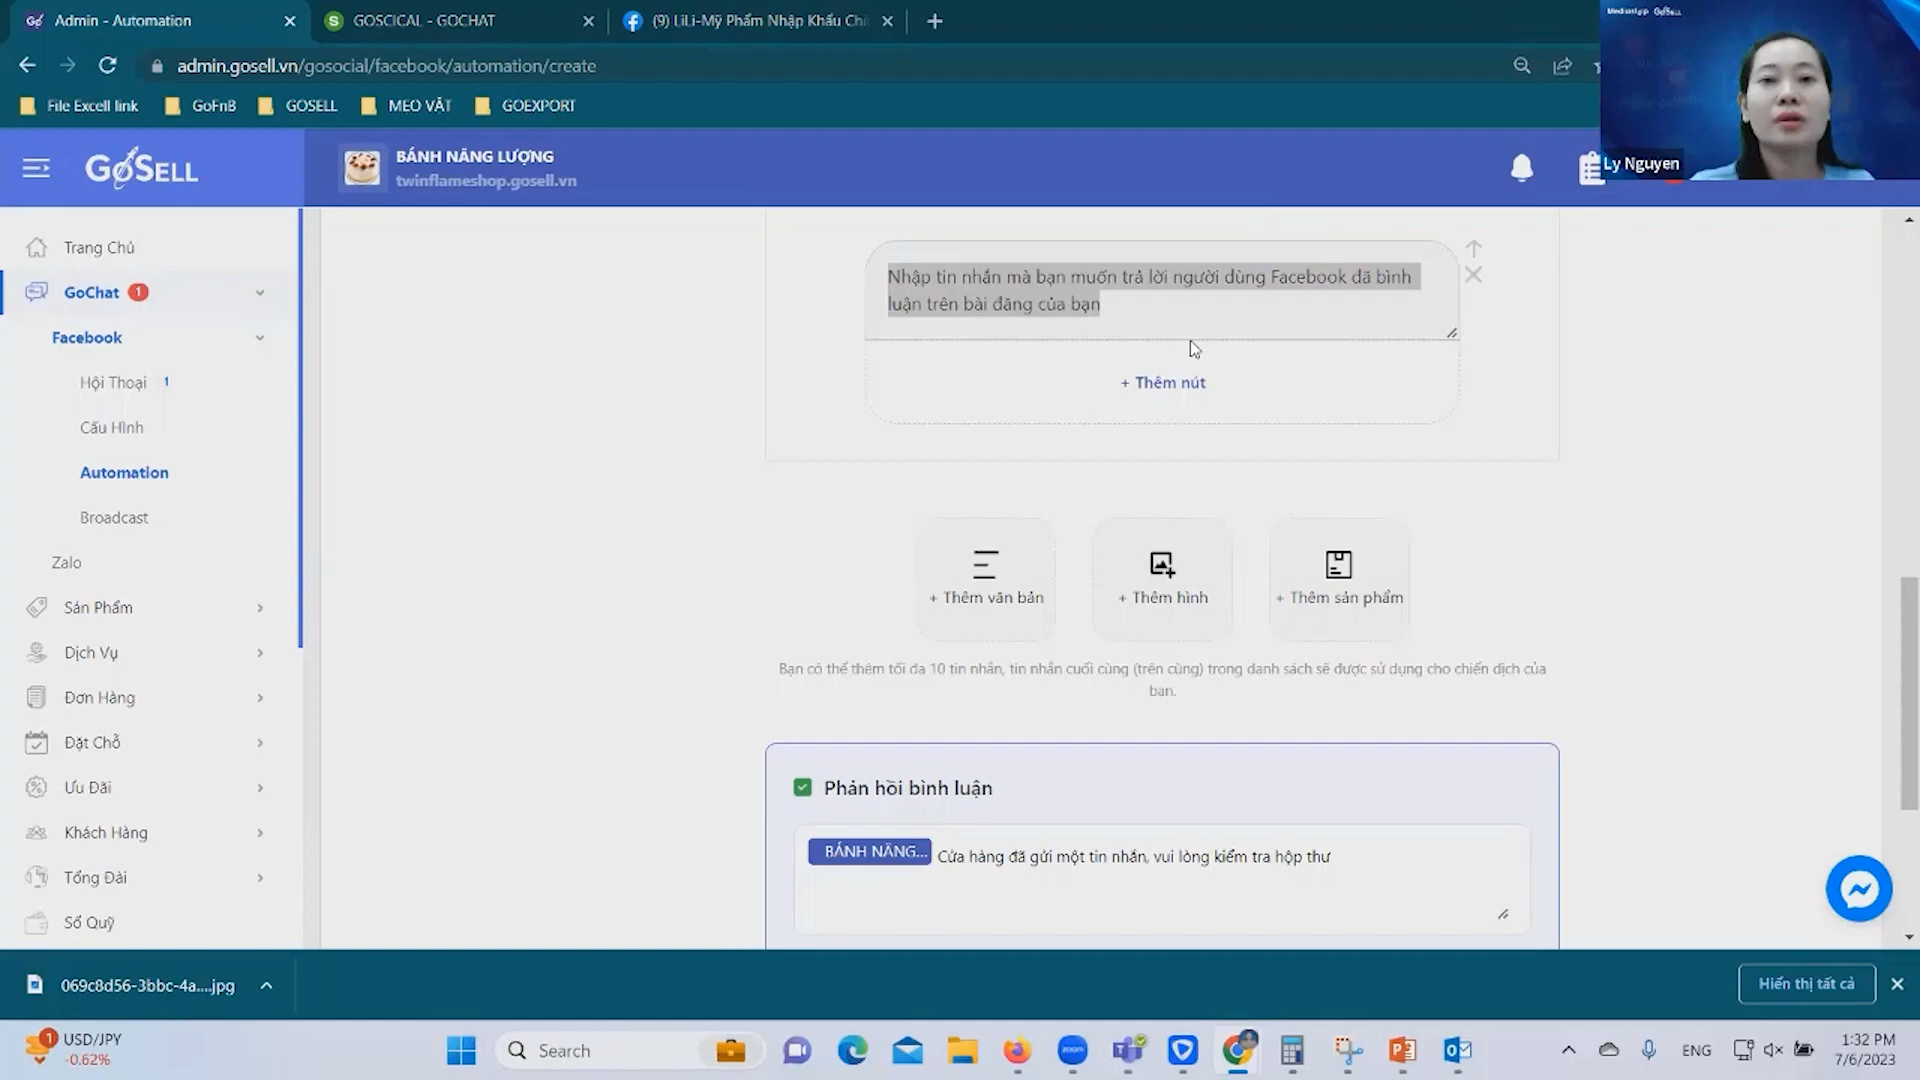 Admin - Automation
GOSCICAL - GOCHAT
(9) LiLi-Mỹ Phẩm Nhập Khẩu Chí
admin.gosell.vn/gosocial/facebook/automation/create
File Excell link
GoFnB
GOSELL
MEO VẶT
GOEXPORT
GoSELL
BÁNH NĂNG LƯỢNG
twinflameshop.gosell.vn
Mediastep GoSELL
Ly Nguyen
Trang Chủ
GoChat 1
Facebook
Hội Thoại 1
Cấu Hình
Automation
Broadcast
Zalo
Sản Phẩm
Dịch Vụ
Đơn Hàng
Đặt Chỗ
Ưu Đãi
Khách Hàng
Tổng Đài
Sổ Quỹ
Nhập tin nhắn mà bạn muốn trả lời người dùng Facebook đã bình
luận trên bài đăng của bạn
+ Thêm nút
+ Thêm văn bản
+ Thêm hình
+ Thêm sản phẩm
Bạn có thể thêm tối đa 10 tin nhắn, tin nhắn cuối cùng (trên cùng) trong danh sách sẽ được sử dụng cho chiến dịch của
bạn.
Phản hồi bình luận
BÁNH NĂNG... Cửa hàng đã gửi một tin nhắn, vui lòng kiểm tra hộp thư
069c8d56-3bbc-4a....jpg
Hiển thị tất cả
1
USD/JPY
-0.62%
Search
zoom
ENG
1:32 PM
7/6/2023